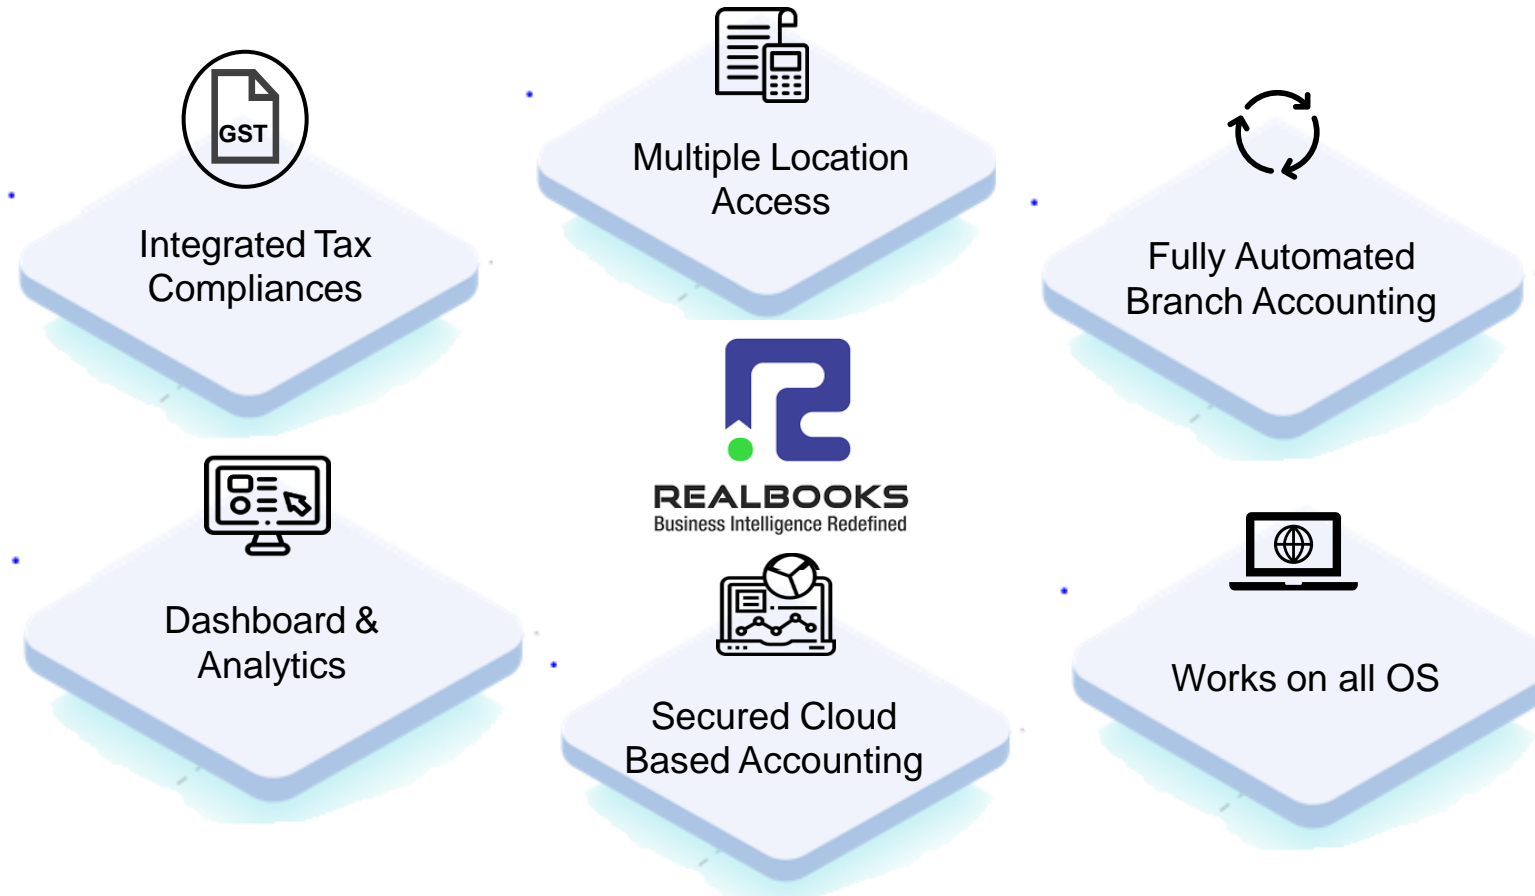 GST
Integrated Tax
Compliances
Multiple Location
Access
Fully Automated
Branch Accounting
REALBOOKS
Business Intelligence Redefined
Dashboard &
Analytics
Secured Cloud
Based Accounting
Works on all OS